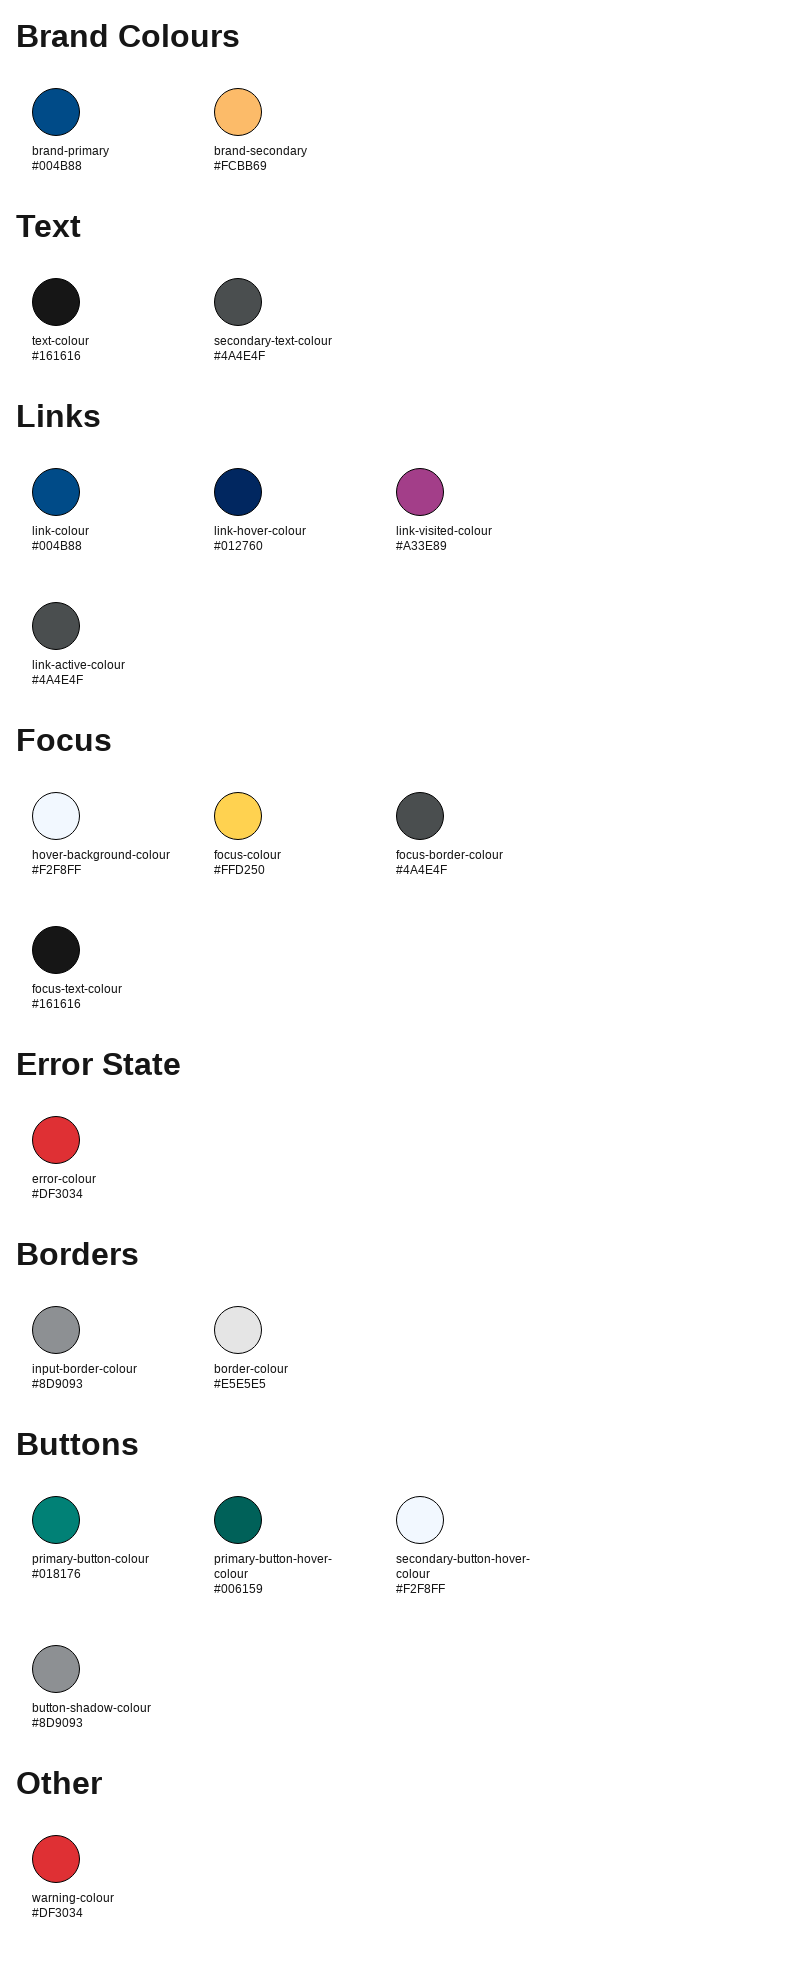 Brand Colours
brand-primary
#004B88
brand-secondary
#FCBB69
Text
text-colour
#161616
secondary-text-colour
#4A4E4F
Links
link-colour
#004B88
link-hover-colour
#012760
link-visited-colour
#A33E89
link-active-colour
#4A4E4F
Focus
hover-background-colour
#F2F8FF
focus-colour
#FFD250
focus-border-colour
#4A4E4F
focus-text-colour
#161616
Error State
error-colour
#DF3034
Borders
input-border-colour
#8D9093
border-colour
#E5E5E5
Buttons
primary-button-colour
#018176
primary-button-hover-
colour
#006159
secondary-button-hover-
colour
#F2F8FF
button-shadow-colour
#8D9093
Other
warning-colour
#DF3034